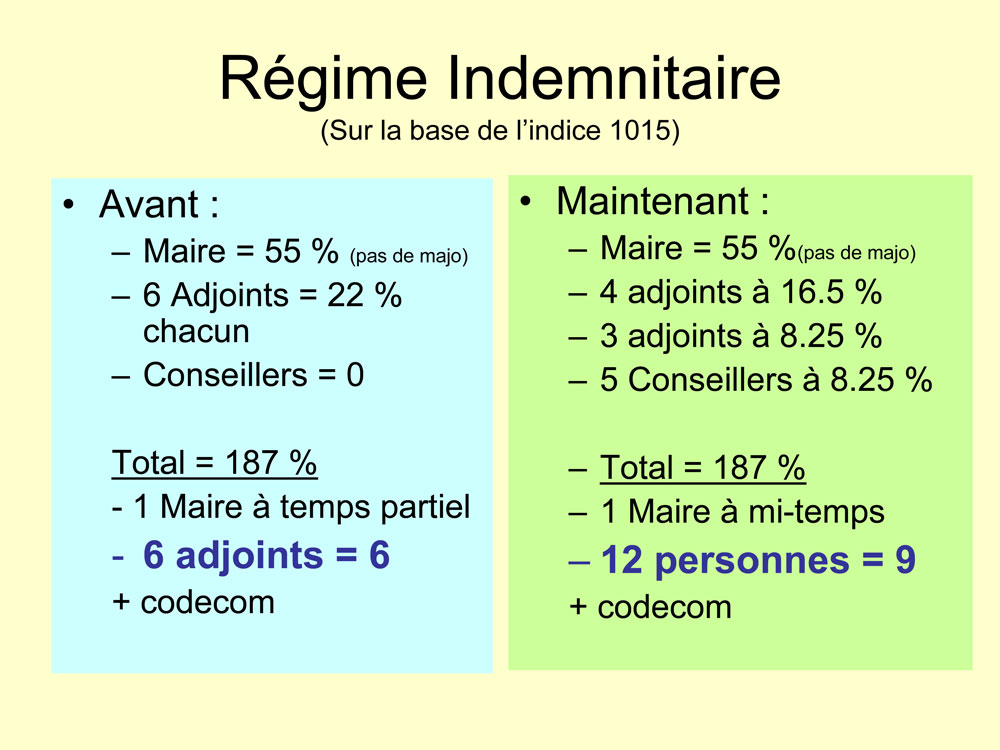 Régime Indemnitaire
(Sur la base de l’indice 1015)
• Avant :
– Maire = 55 % (pas de majo)
– 6 Adjoints = 22 %
chacun
– Conseillers = 0
Total = 187 %
- 1 Maire à temps partiel
- 6 adjoints = 6
+ codecom
• Maintenant :
– Maire = 55 %(pas de majo)
– 4 adjoints à 16.5 %
– 3 adjoints à 8.25 %
– 5 Conseillers à 8.25 %
– Total = 187 %
– 1 Maire à mi-temps
– 12 personnes = 9
+ codecom